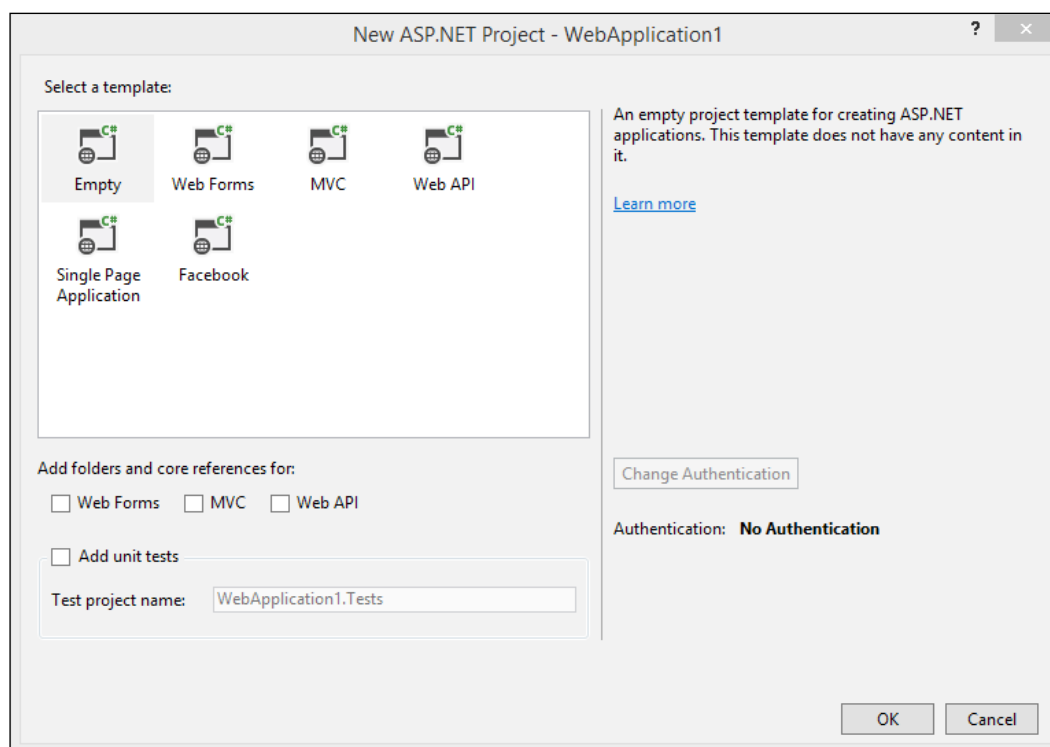 New ASP.NET Project - WebApplication1
?
Select a template:
C# C# C# C#
Empty Web Forms MVC Web API
C# C#
Single Page Facebook
Application
An empty project template for creating ASP.NET
applications. This template does not have any content in
it.
Learn more
Add folders and core references for:
Web Forms MVC Web API
Add unit tests
Test project name: WebApplication1.Tests
Change Authentication
Authentication: No Authentication
OK Cancel